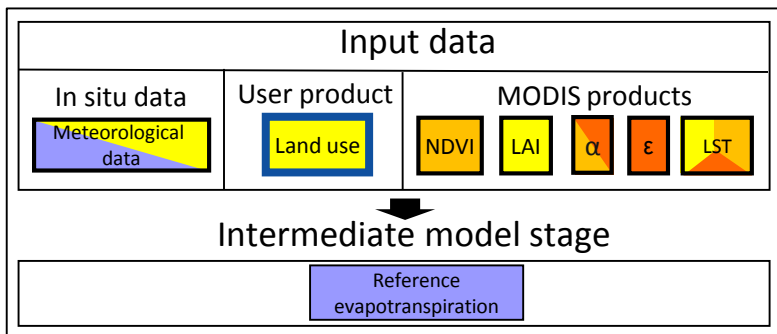 Input data
In situ data
Meteorological
data
User product
Land use
MODIS products
NDVI
LAI
α
ε
LST
Intermediate model stage
Reference
evapotranspiration